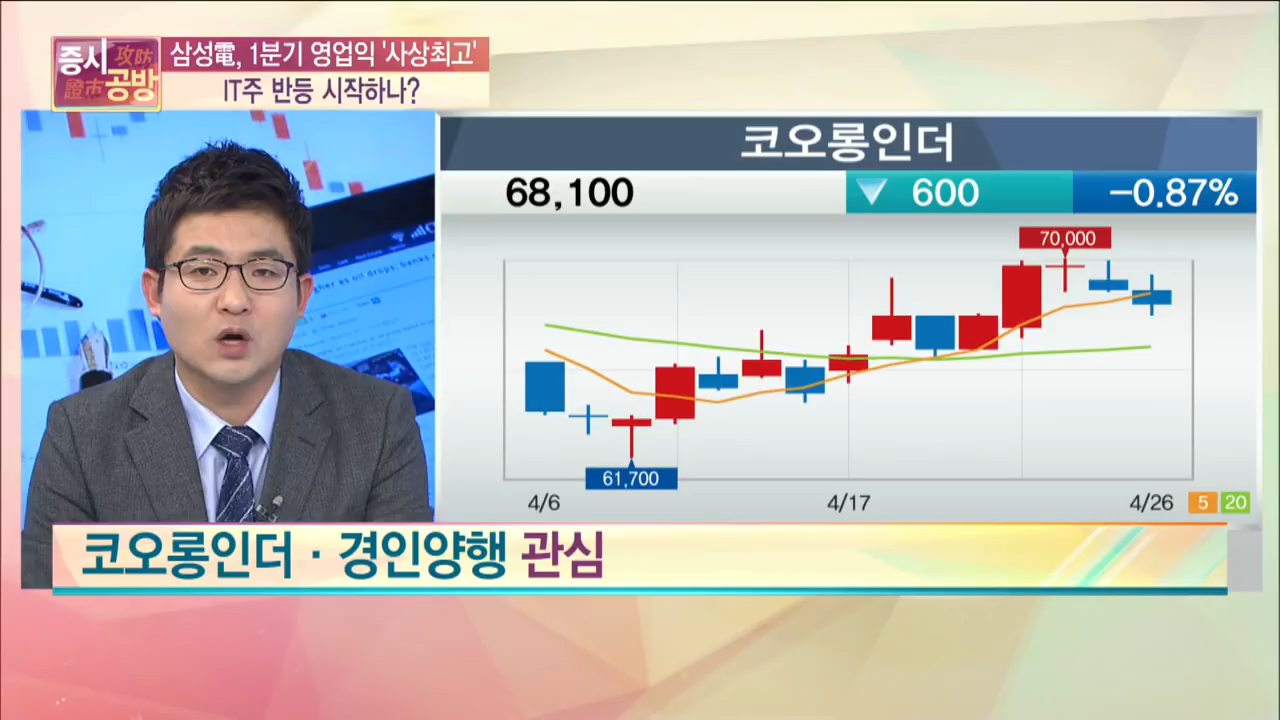 증시 攻防
證市 공방
삼성電, 1분기 영업익 '사상최고'
IT주 반등 시작하나?
코오롱인더
68,100 ▼ 600 -0.87%
70,000
61,700
4/6 4/17 4/26 5 20
코오롱인더 · 경인양행 관심